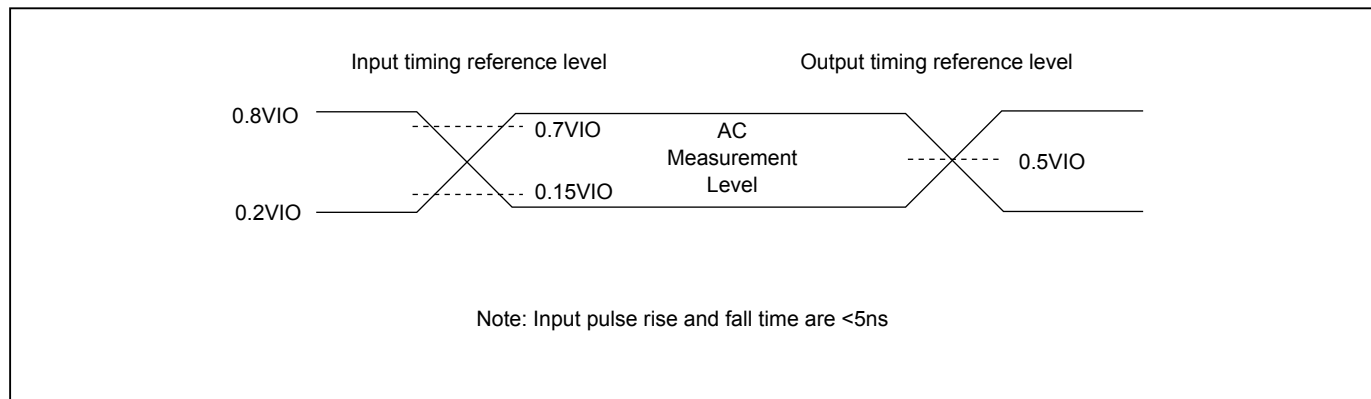 Input timing reference level
Output timing reference level
0.8VIO
0.7VIO
AC
Measurement
Level
0.5VIO
0.15VIO
0.2VIO
Note: Input pulse rise and fall time are <5ns